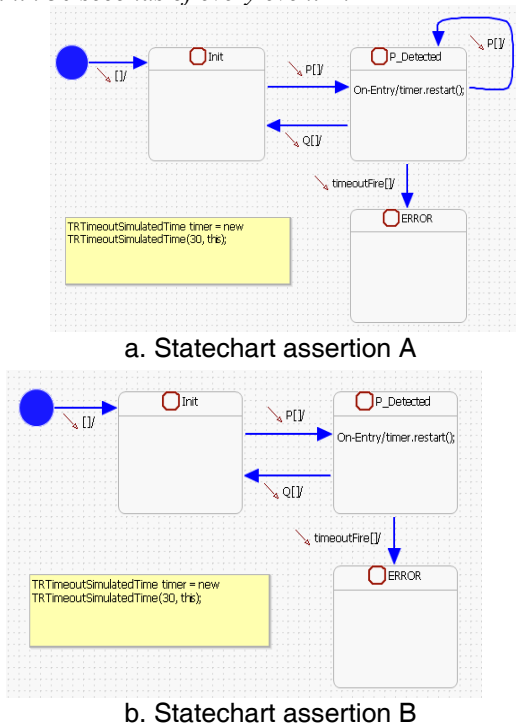 Init
P_Detected
P[]/
[]/
P[]/
On-Entry/timer.restart();
Q[]/
timeoutFire[]/
ERROR
TRTimeoutSimulatedTime timer = new
TRTimeoutSimulatedTime(30, this);
a. Statechart assertion A
Init
P_Detected
[]/
P[]/
On-Entry/timer.restart();
Q[]/
timeoutFire[]/
ERROR
TRTimeoutSimulatedTime timer = new
TRTimeoutSimulatedTime(30, this);
b. Statechart assertion B